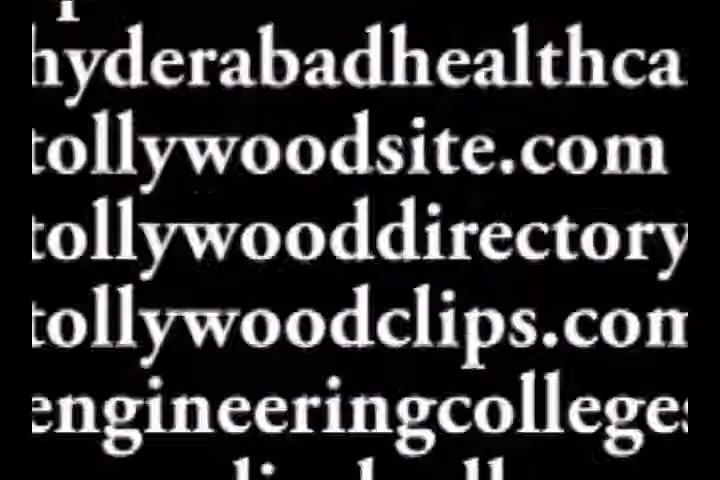 hyderabadhealthca
tollywoodsite.com
tollywooddirectory
tollywoodclips.com
engineeringcolleges